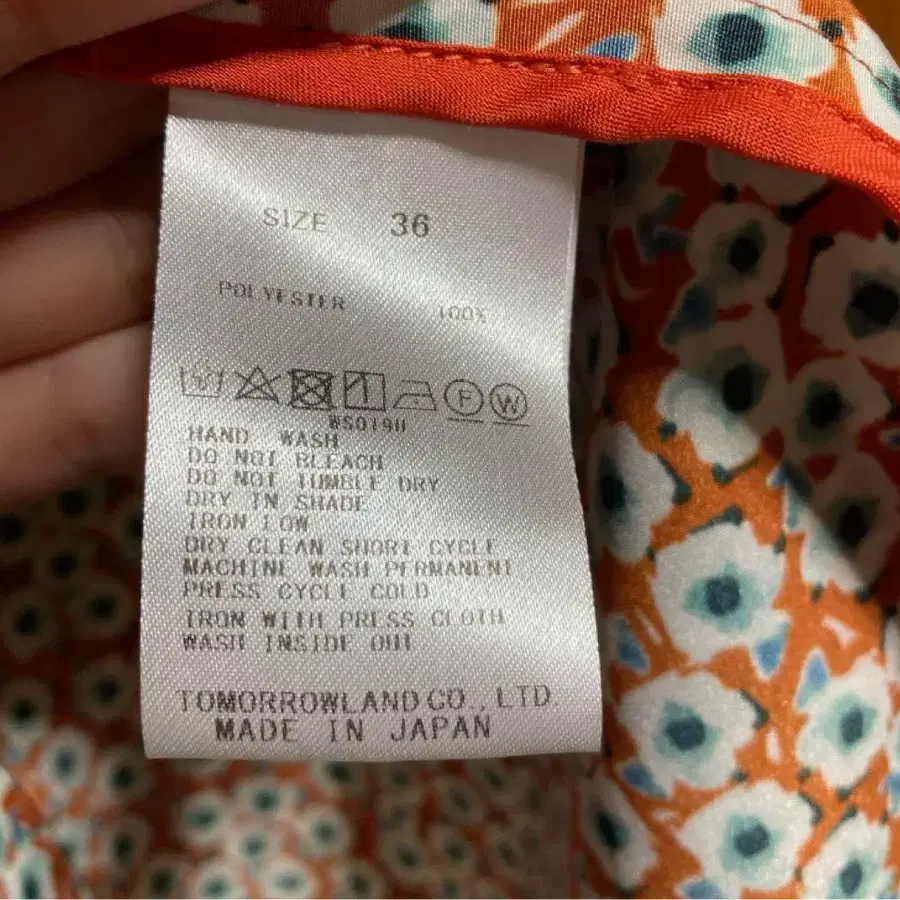 SIZE 36
POLYESTER 100%
F W
HAND WASH
DO NOT BLEACH
DO NOT TUMBLE DRY
DRY IN SHADE
IRON LOW
DRY CLEAN SHORT CYCLE
MACHINE WASH PERMANENT
PRESS CYCLE COLD
IRON WITH PRESS CLOTH
WASH INSIDE OUT
TOMORROWLAND CO., LTD.
MADE IN JAPAN